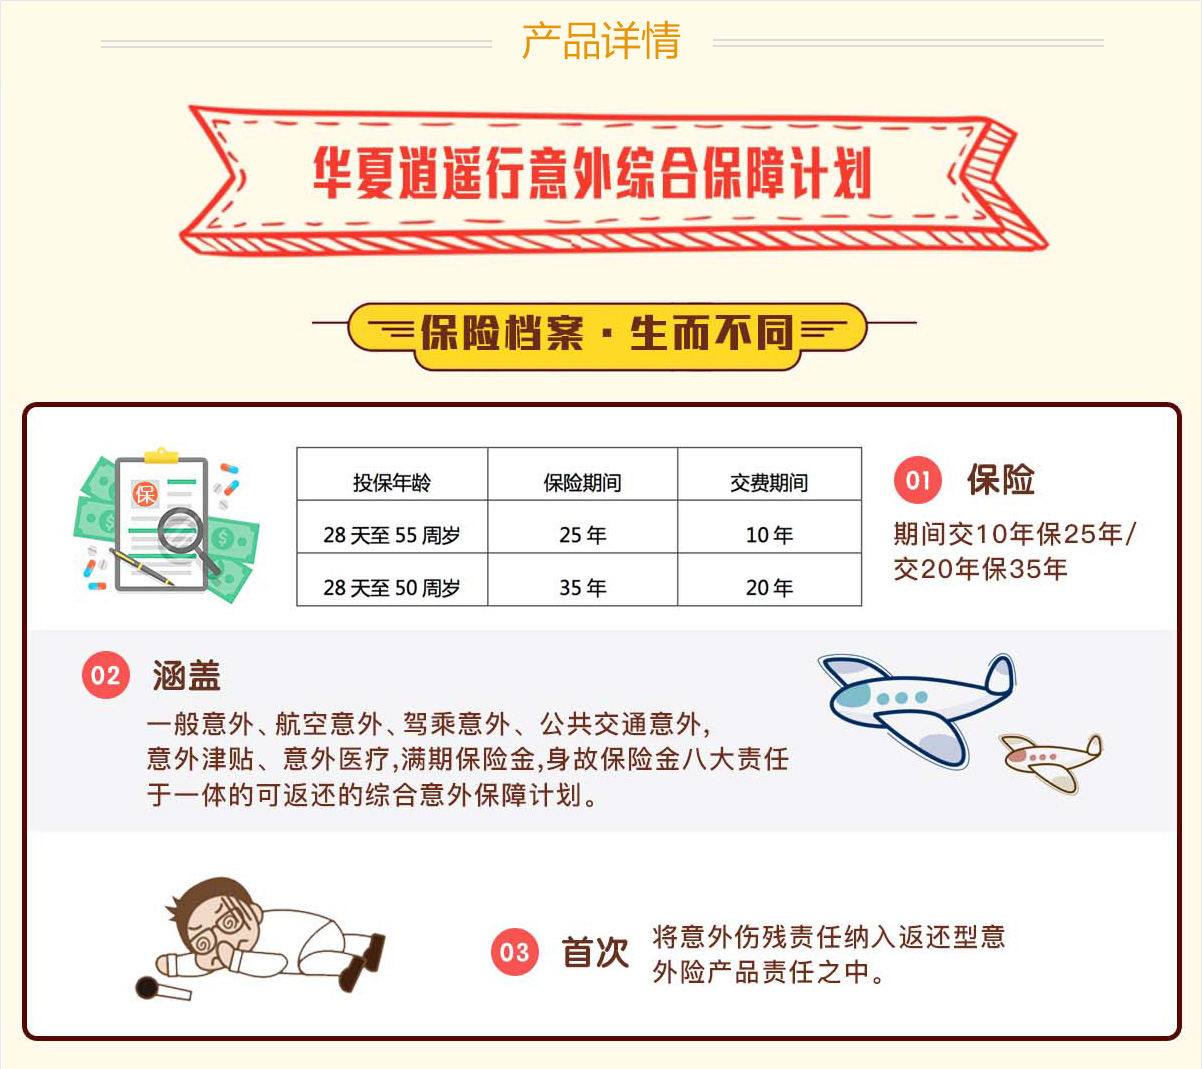 产品详情
华夏逍遥行意外综合保障计划
保险档案·生而不同
保
投保年龄 保险期间 交费期间
28 天至 55 周岁 25 年 10 年
28 天至 50 周岁 35 年 20 年
01 保险
期间交10年保25年/
交20年保35年
02 涵盖
一般意外、航空意外、驾乘意外、公共交通意外,
意外津贴、意外医疗,满期保险金,身故保险金八大责任
于一体的可返还的综合意外保障计划。
03 首次
将意外伤残责任纳入返还型意
外险产品责任之中。